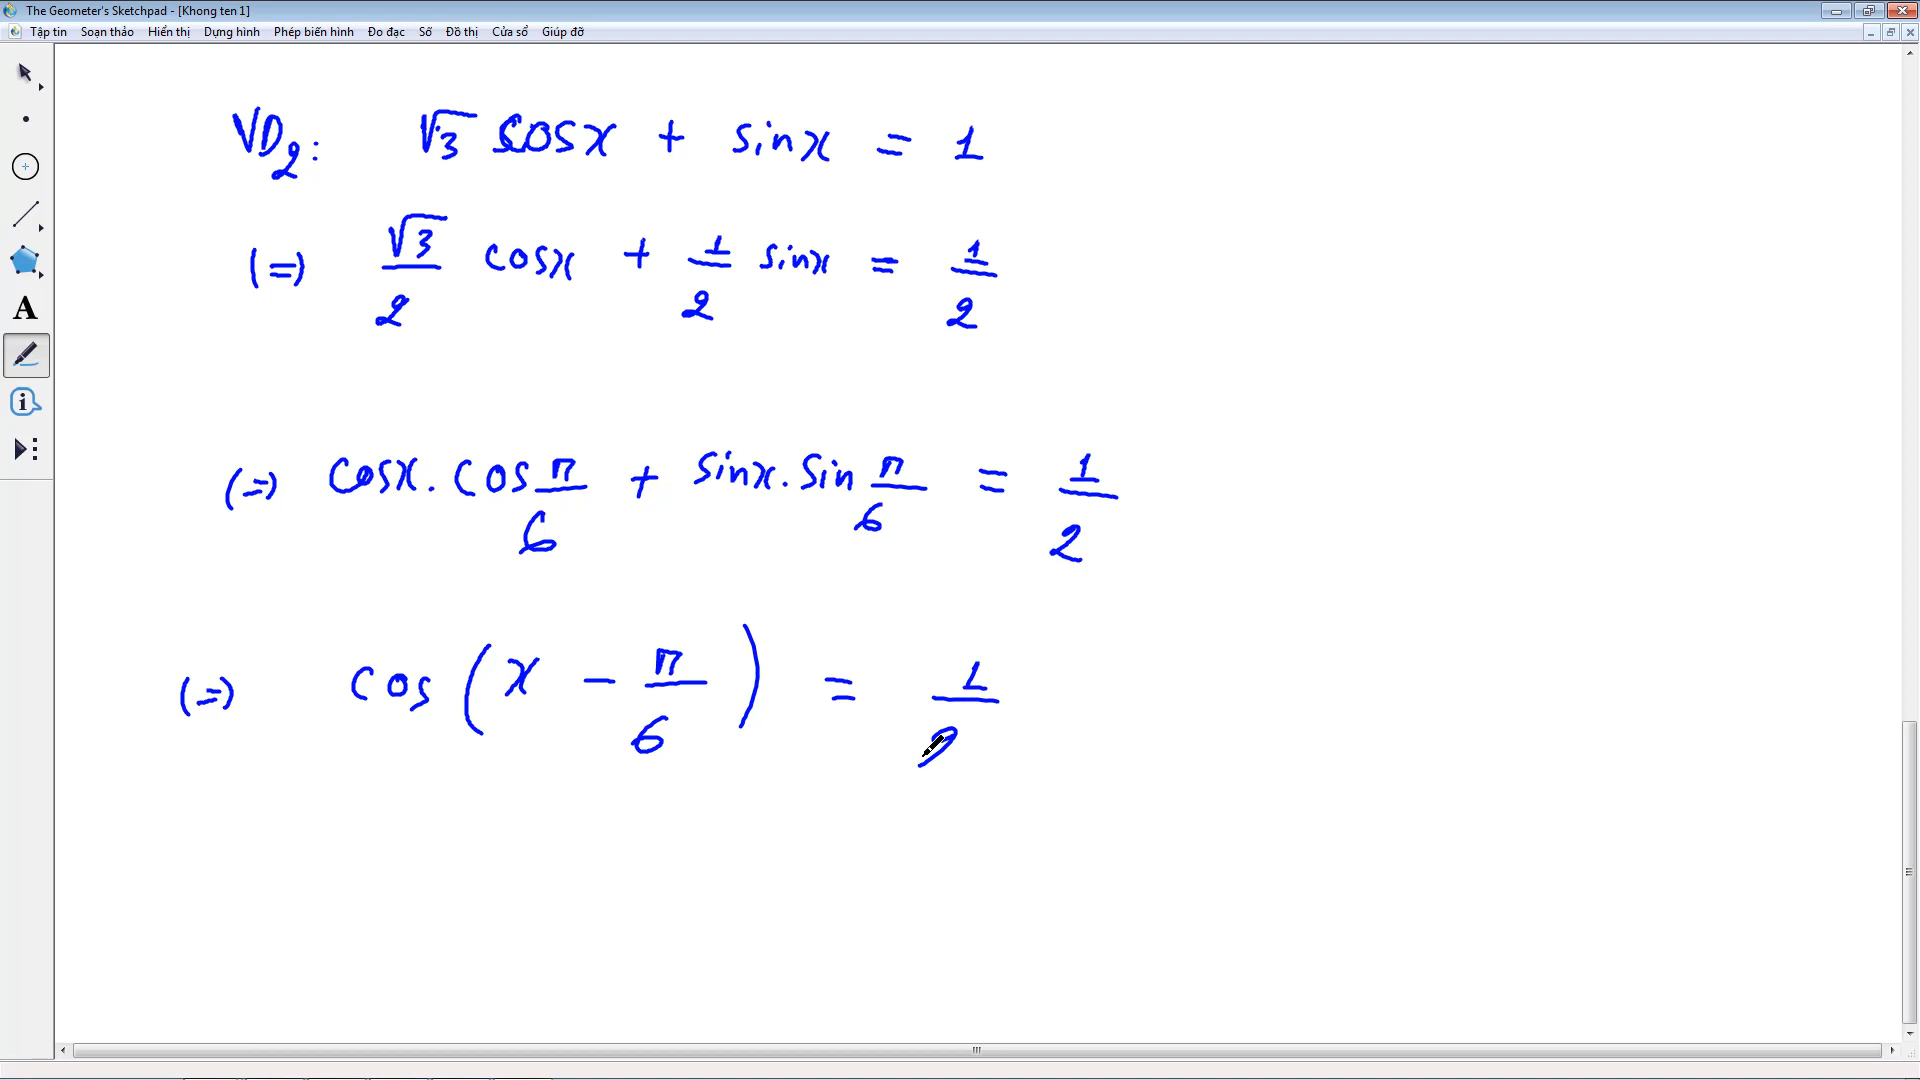 The Geometer's Sketchpad - [Khong ten 1]
Tập tin Soạn thảo Hiển thị Dựng hình Phép biến hình Đo đạc Số Đồ thị Cửa sổ Giúp đỡ
VD2: √3 cosx + sinx = 1
(=) √3/2 cosx + 1/2 sinx = 1/2
(=) cosx. cos π/6 + sinx. sin π/6 = 1/2
(=) cos (x - π/6) = 1/2